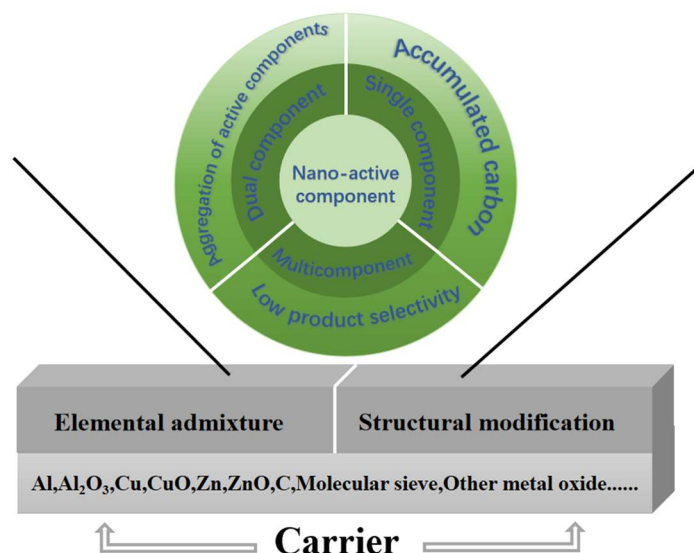 Aggregation of active components
Accumulated carbon
Dual component
Single component
Nano-active
component
Multicomponent
Low product selectivity
Elemental admixture
Structural modification
Al,Al₂O₃,Cu,CuO,Zn,ZnO,C,Molecular sieve,Other metal oxide......
Carrier